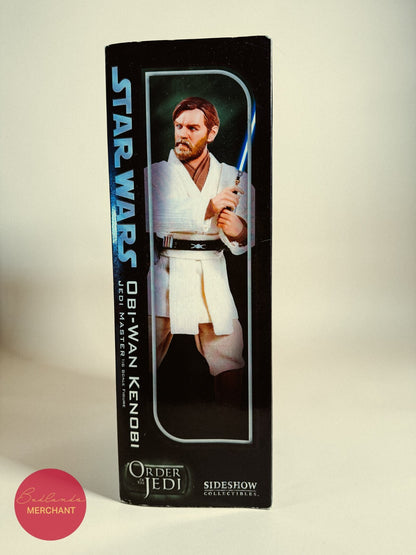 STAR WARS
OBI-WAN KENOBI
JEDI MASTER 1:6 SCALE FIGURE
ORDER
OF THE
JEDI
SIDESHOW
COLLECTIBLES.
Badlands
MERCHANT